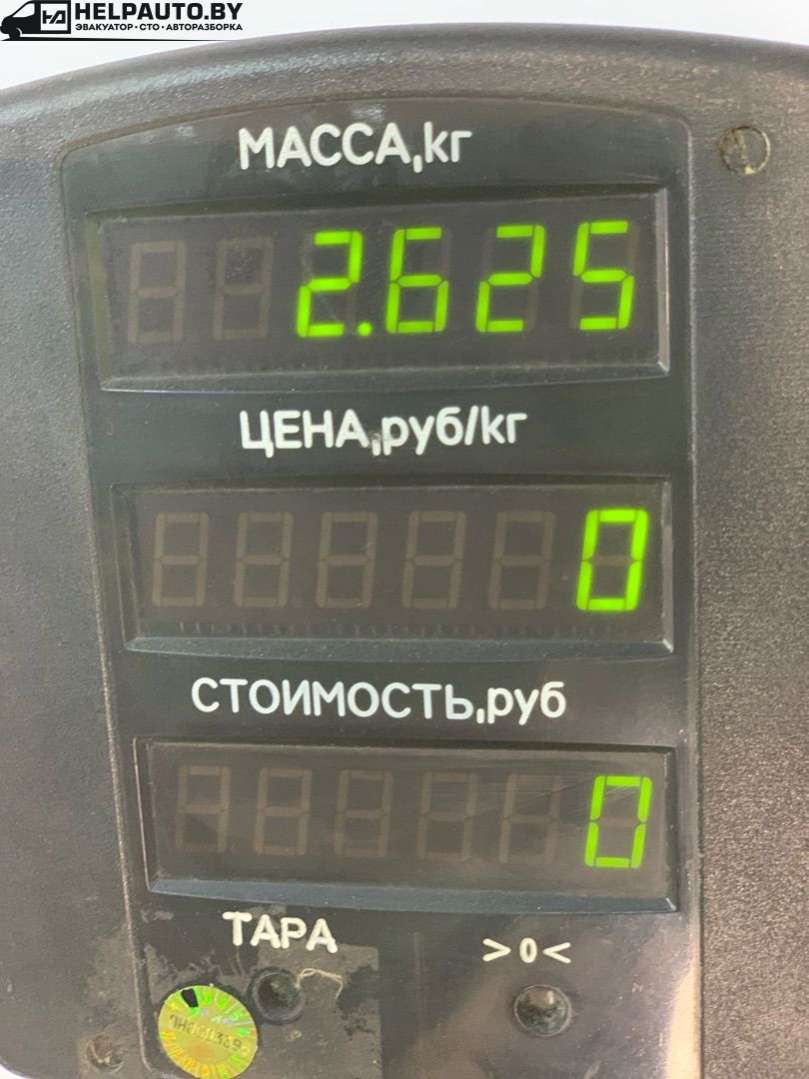 HELPAUTO.BY
ЭВАКУАТОР • СТО • АВТОРАЗБОРКА
МАССА,кг
2.625
ЦЕНА,руб/кг
0
СТОИМОСТЬ,руб
0
ТАРА
>0<